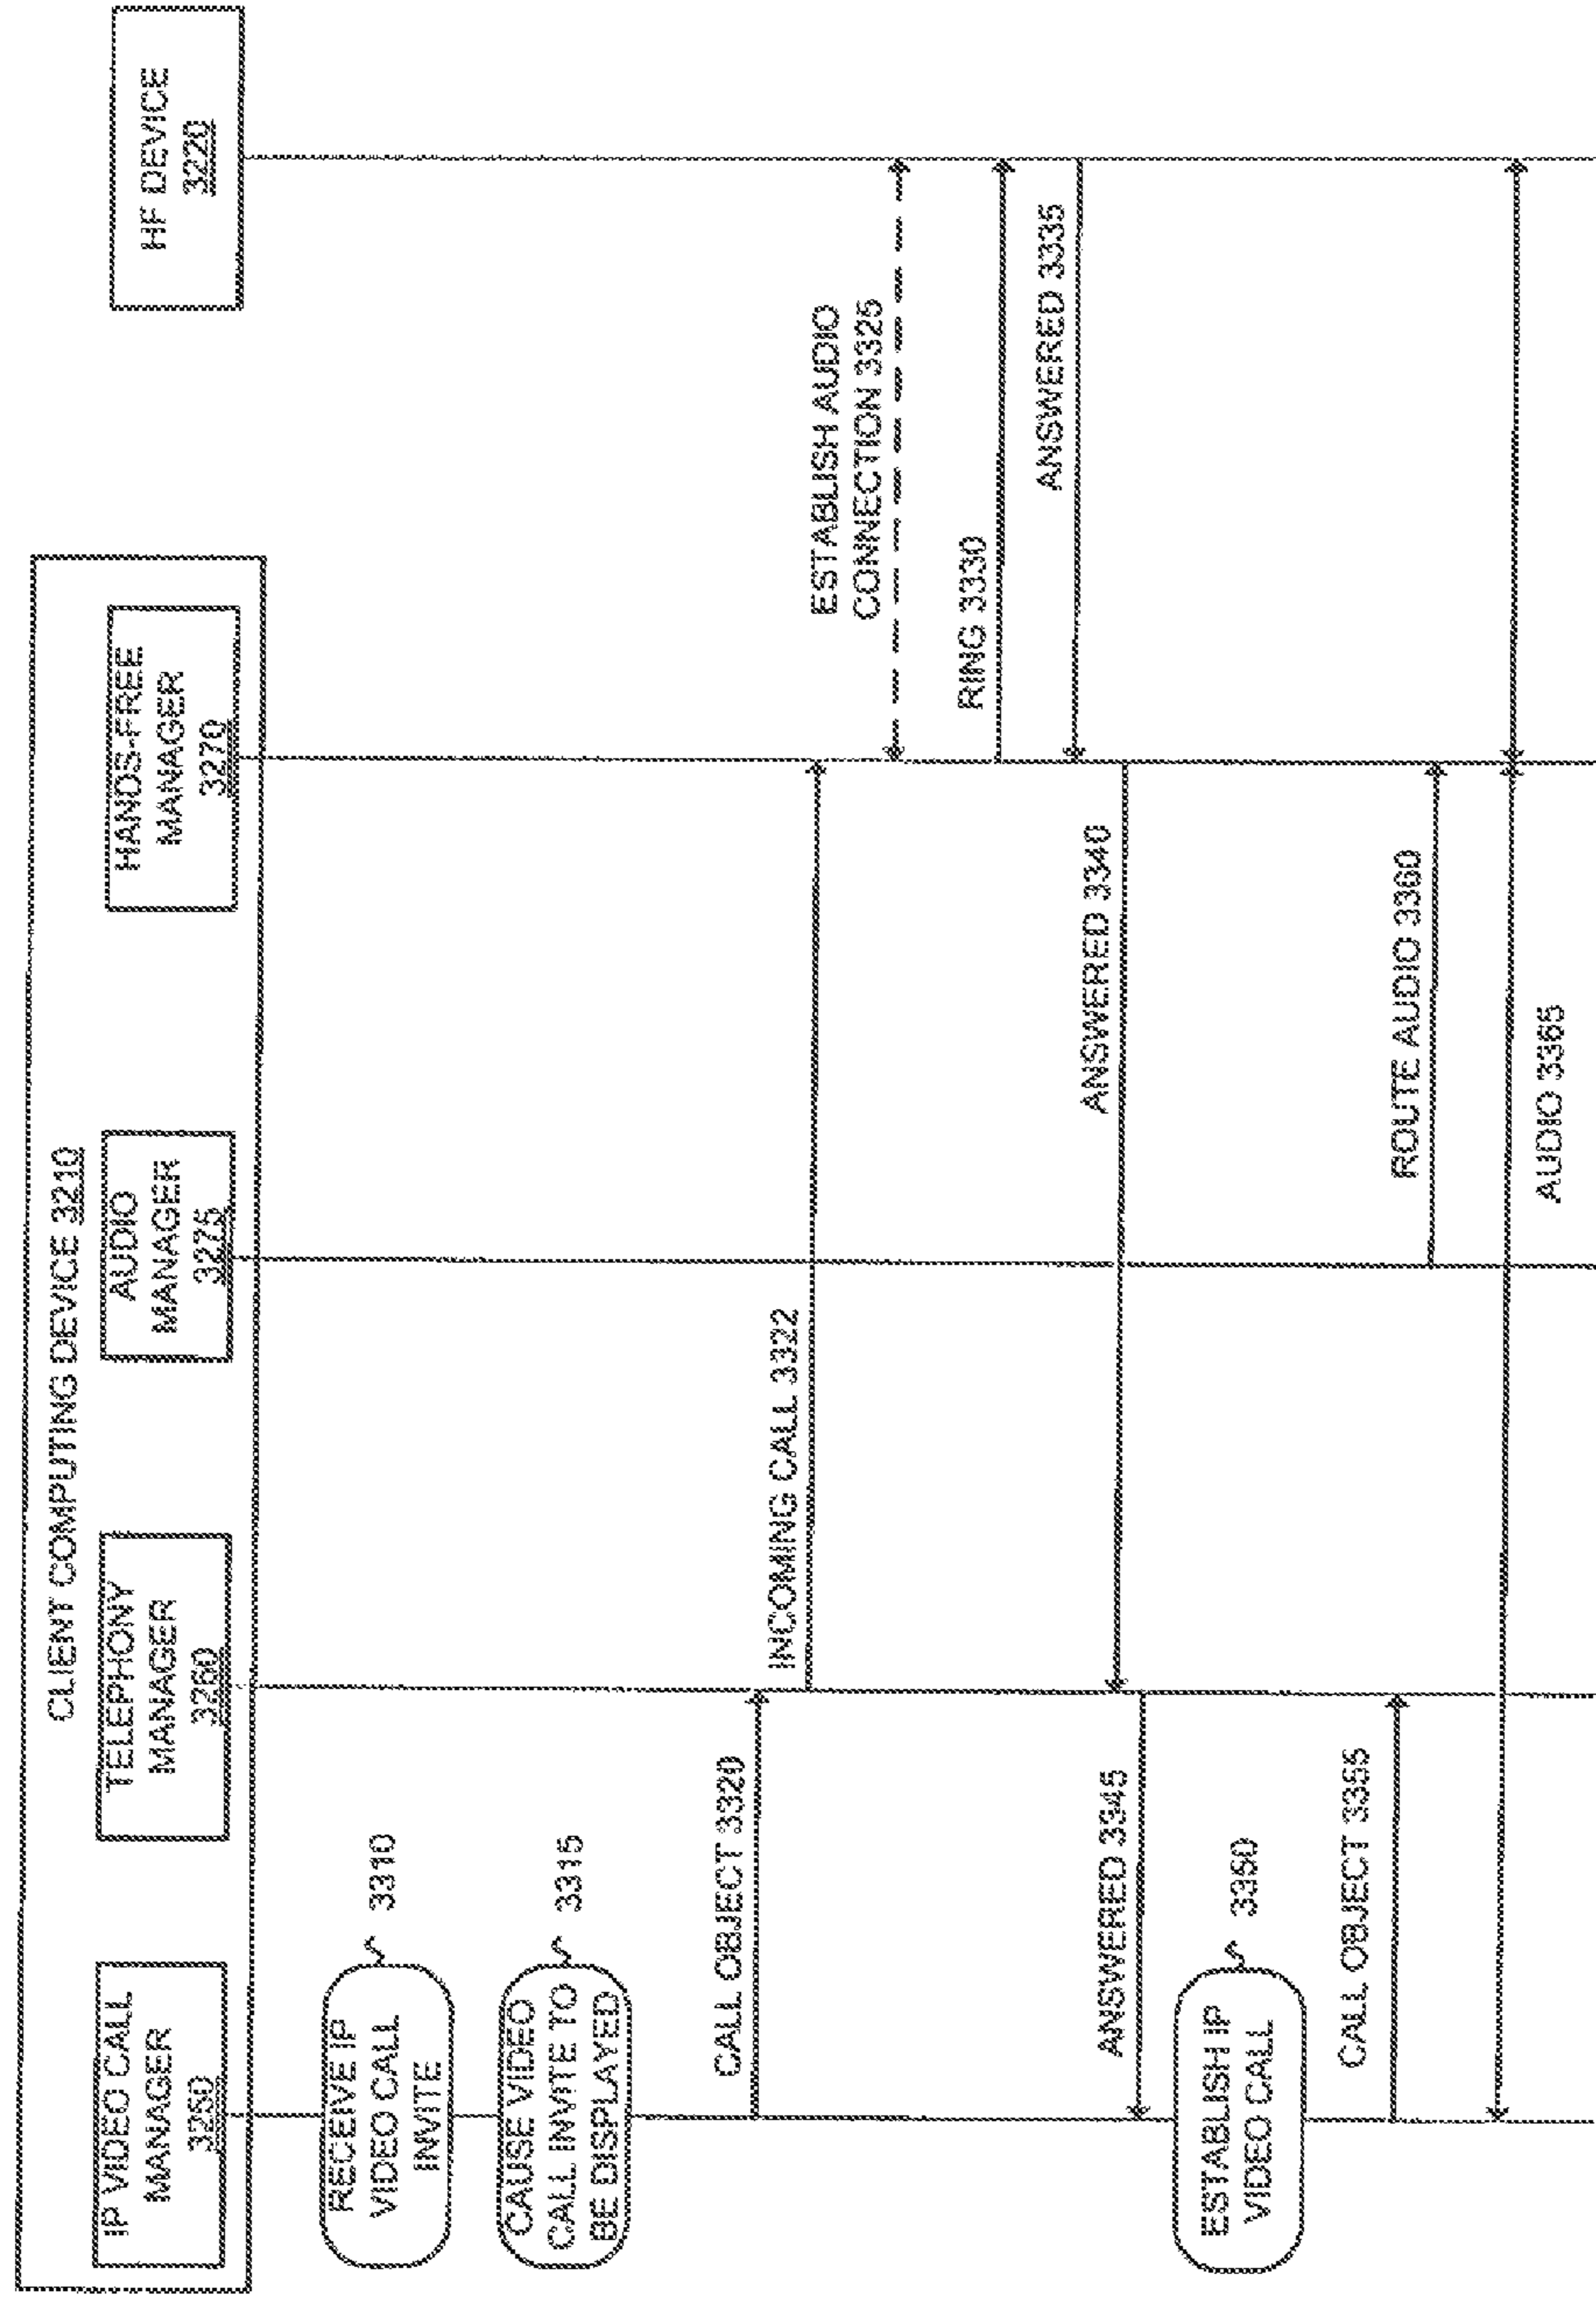 CLIENT COMPUTING DEVICE 3210
IP VIDEO CALL
MANAGER
3250
TELEPHONY
MANAGER
3260
AUDIO
MANAGER
3275
HANDS-FREE
MANAGER
3270
HF DEVICE
3220
RECEIVE IP
VIDEO CALL
INVITE
3310
CAUSE VIDEO
CALL INVITE TO
BE DISPLAYED
3315
CALL OBJECT 3320
INCOMING CALL 3322
ESTABLISH AUDIO
CONNECTION 3325
RING 3330
ANSWERED 3335
ANSWERED 3340
ANSWERED 3345
ESTABLISH IP
VIDEO CALL
3350
CALL OBJECT 3355
ROUTE AUDIO 3360
AUDIO 3365